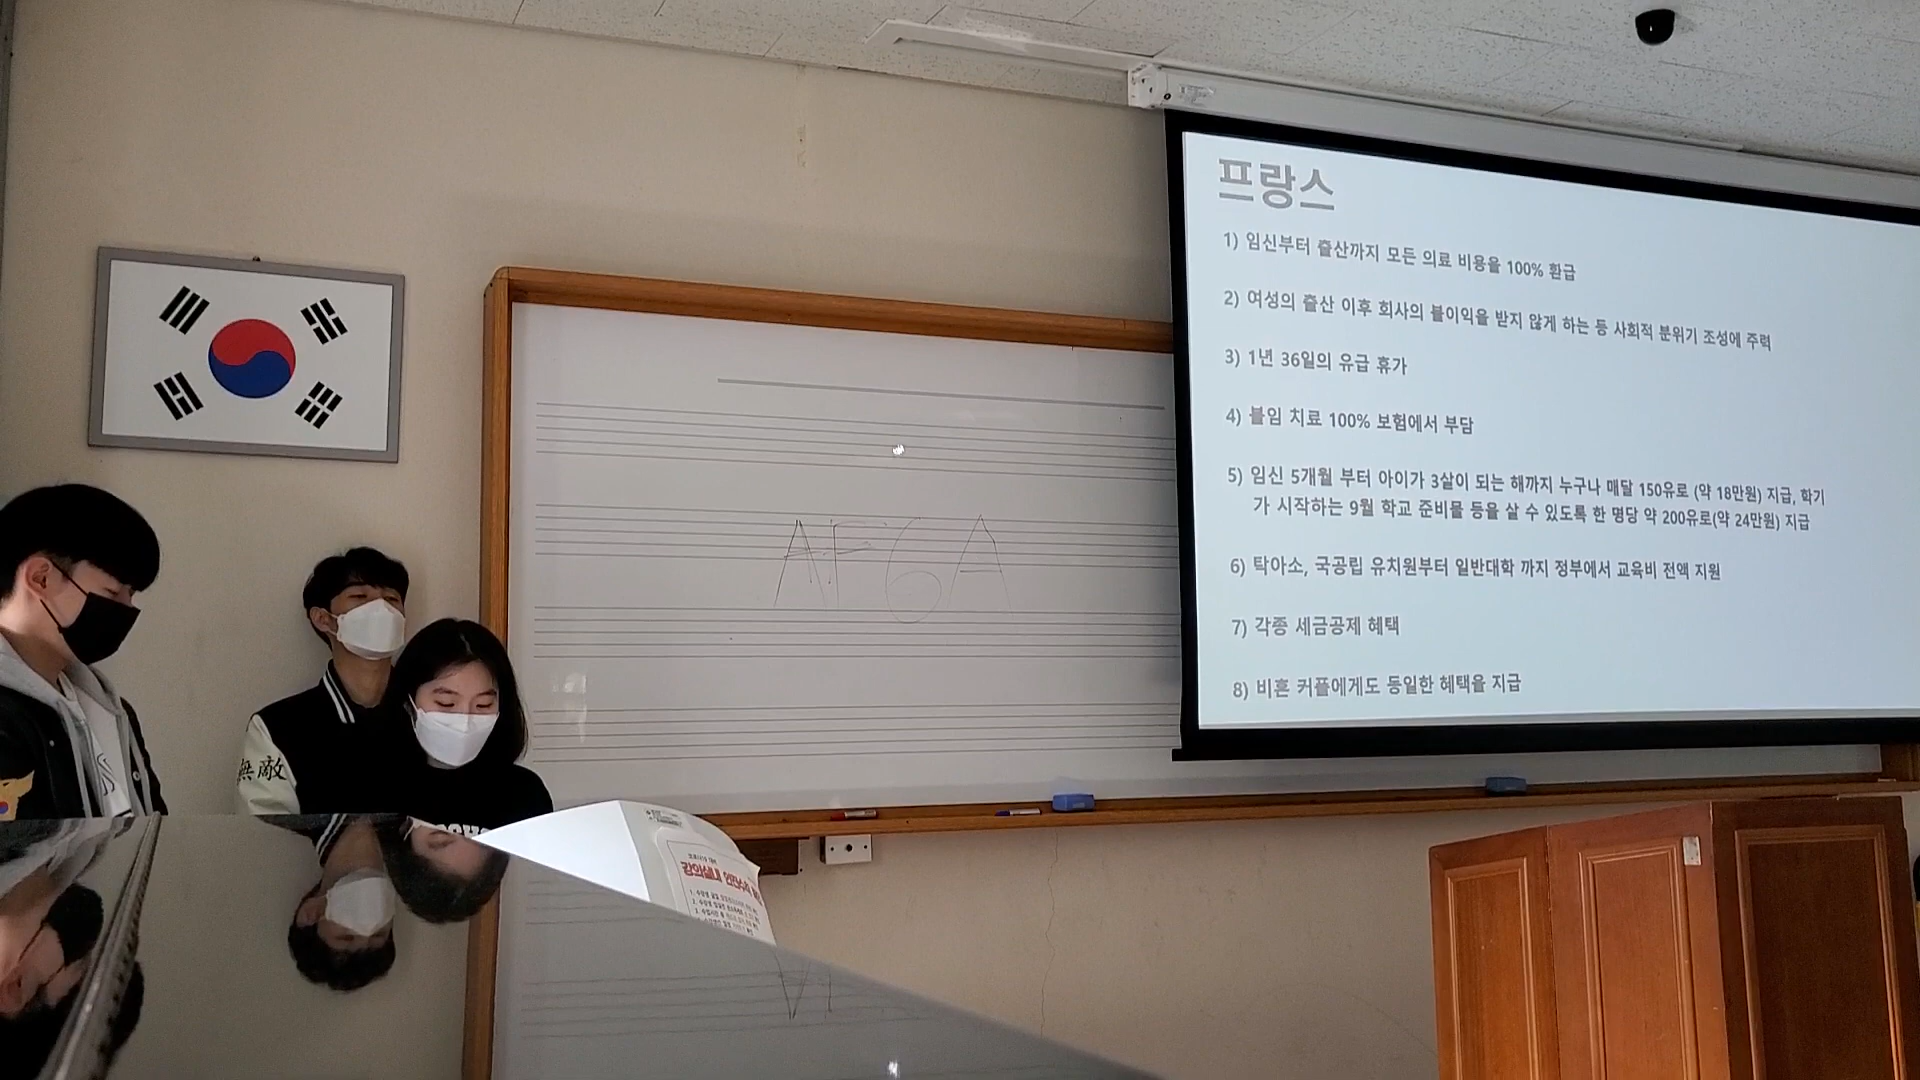 프랑스
1) 임신부터 출산까지 모든 의료 비용을 100% 환급
2) 여성의 출산 이후 회사의 불이익을 받지 않게 하는 등 사회적 분위기 조성에 주력
3) 1년 36일의 유급 휴가
4) 불임 치료 100% 보험에서 부담
5) 임신 5개월 부터 아이가 3살이 되는 해까지 누구나 매달 150유로 (약 18만원) 지급, 학기
가 시작하는 9월 학교 준비물 등을 살 수 있도록 한 명당 약 200유로(약 24만원) 지급
6) 탁아소, 국공립 유치원부터 일반대학 까지 정부에서 교육비 전액 지원
7) 각종 세금공제 혜택
8) 비혼 커플에게도 동일한 혜택을 지급
AFGA
無敵
강의실내